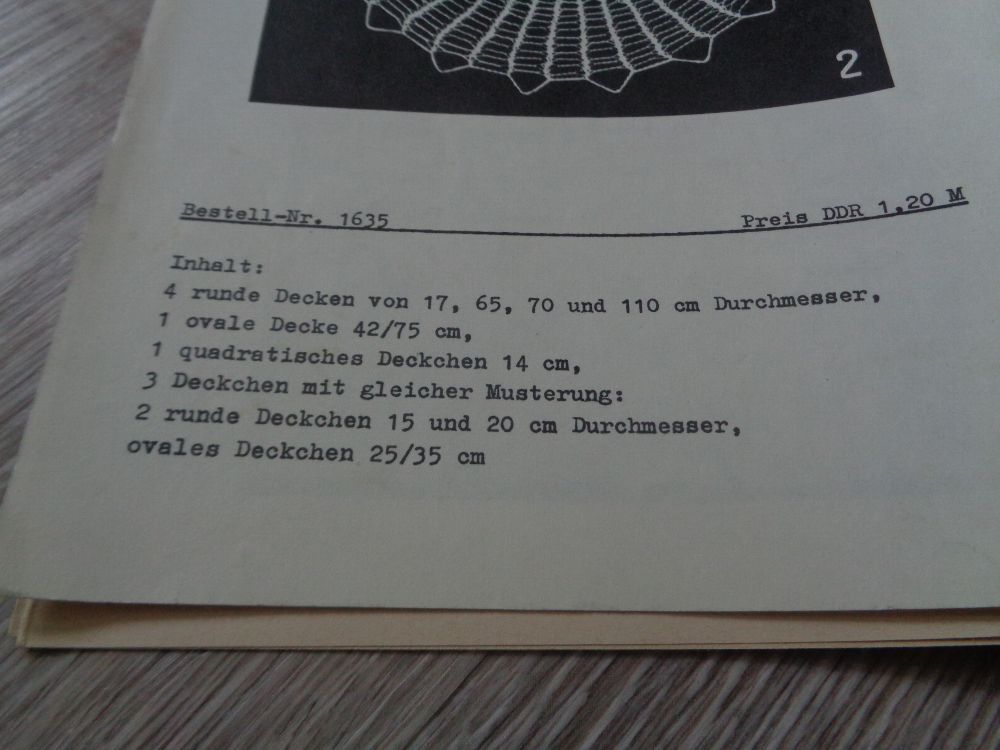 2
Bestell-Nr. 1635 Preis DDR 1,20 M
Inhalt:
4 runde Decken von 17, 65, 70 und 110 cm Durchmesser,
1 ovale Decke 42/75 cm,
1 quadratisches Deckchen 14 cm,
3 Deckchen mit gleicher Musterung:
2 runde Deckchen 15 und 20 cm Durchmesser,
ovales Deckchen 25/35 cm